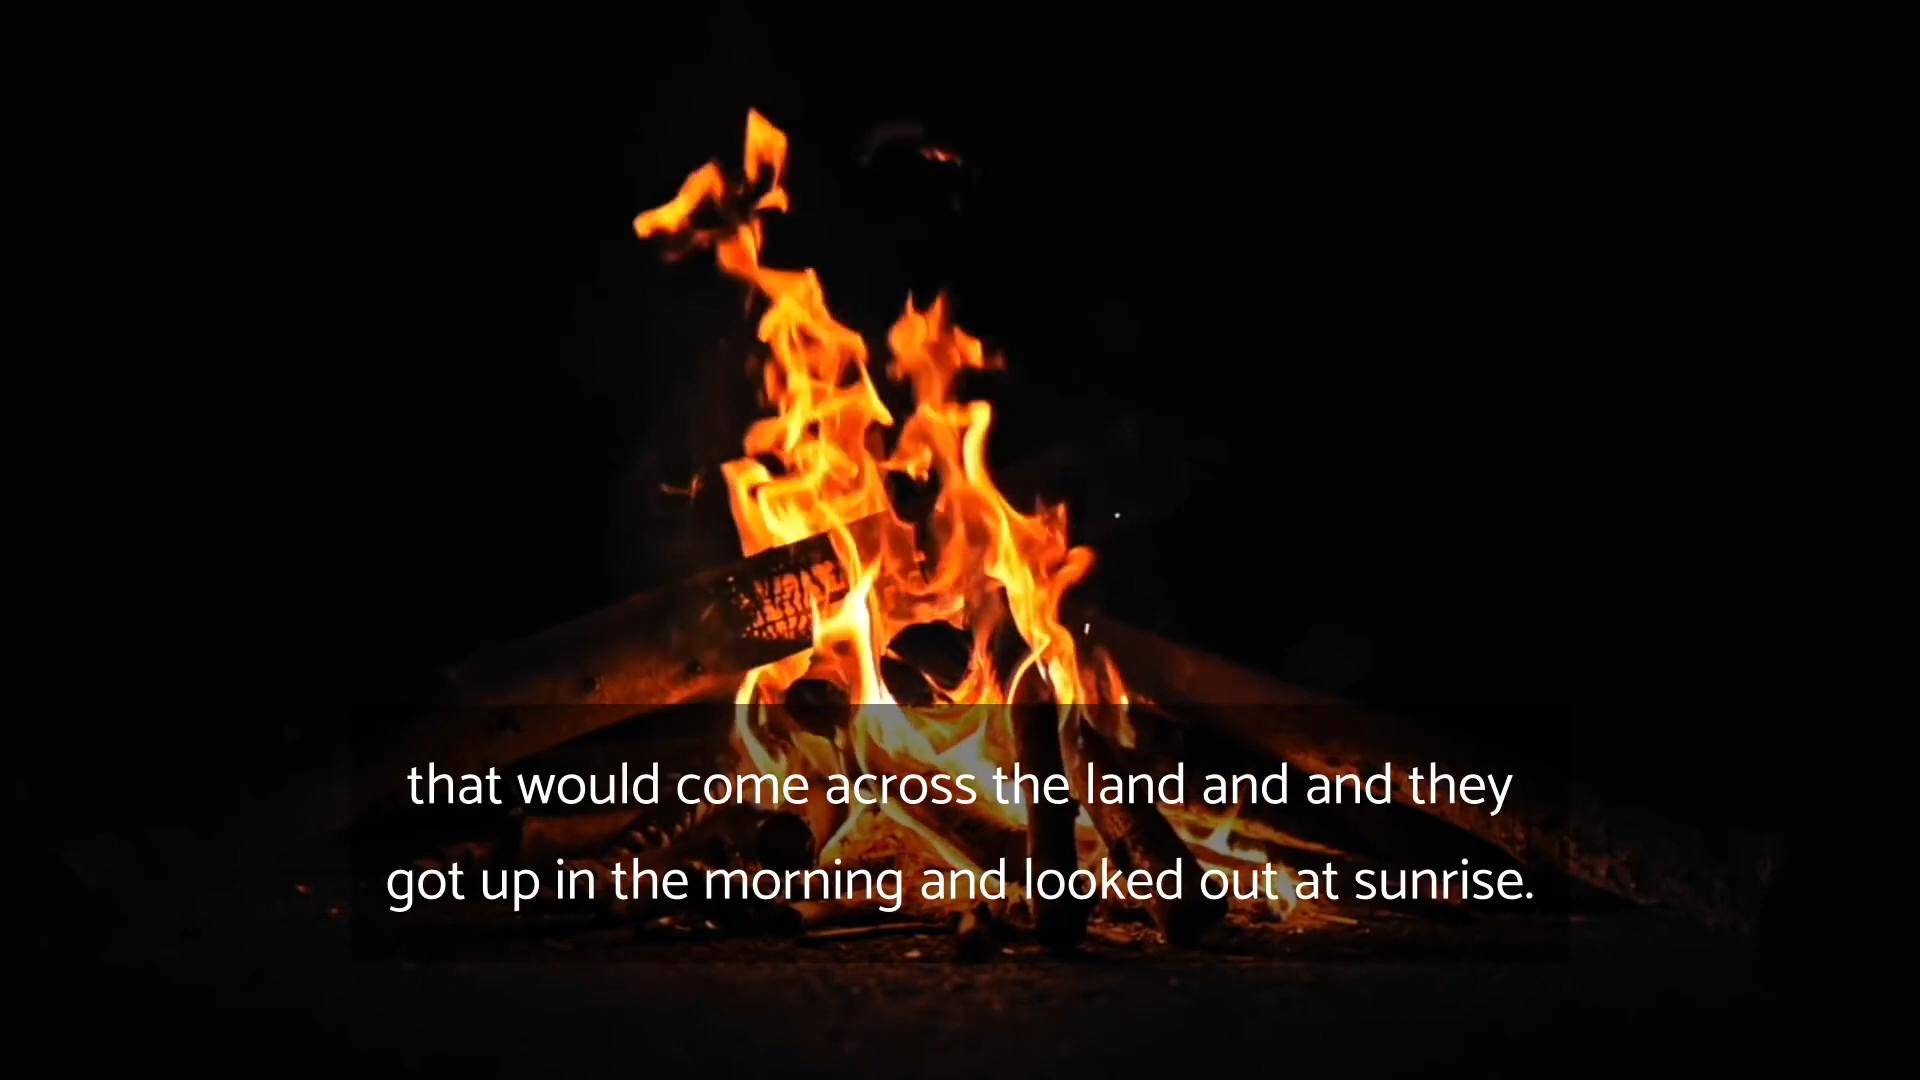 that would come across the land and and they
got up in the morning and looked out at sunrise.